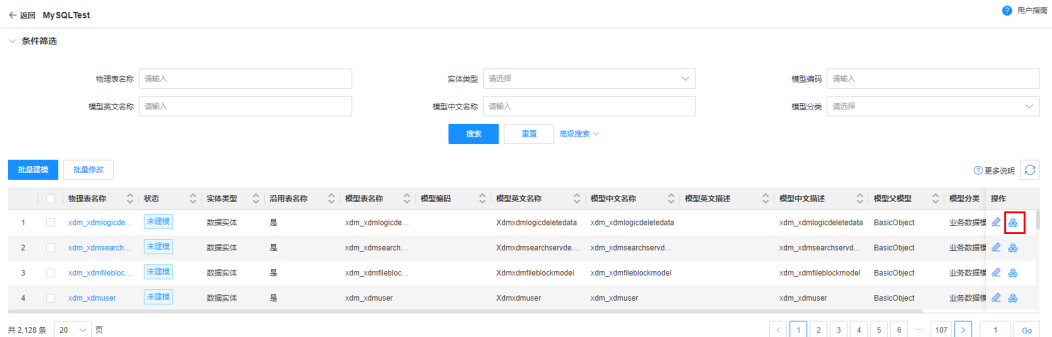 ← 返回 MySQLTest 用户指南
条件筛选
物理表名称 请输入 实体类型 请选择 模型编码 请输入
模型英文名称 请输入 模型中文名称 请输入 模型分类 请选择
搜索 重置 高级搜索
批量建模 批量修改 更多说明
物理表名称 状态 实体类型 沿用表名称 模型表名称 模型编码 模型英文名称 模型中文名称 模型英文描述 模型中文描述 模型父模型 模型分类 操作
1 xdm_xdmlogicde... 未建模 数据实体 是 xdm_xdmlogicde... Xdmxdmlogicdeletedata xdm_xdmlogicdeletedata xdm_xdmlogicdeletedata BasicObject 业务数据模
2 xdm_xdmsearch... 未建模 数据实体 是 xdm_xdmsearch... Xdmxdmsearchservde... xdm_xdmsearchservd... xdm_xdmsearchservd... BasicObject 业务数据模
3 xdm_xdmfilebloc... 未建模 数据实体 是 xdm_xdmfilebloc... Xdmxdmfileblockmodel xdm_xdmfileblockmodel xdm_xdmfileblockmodel BasicObject 业务数据模
4 xdm_xdmuser 未建模 数据实体 是 xdm_xdmuser Xdmxdmuser xdm_xdmuser xdm_xdmuser BasicObject 业务数据模
共 2,128 条 20 页 < 1 2 3 4 5 6 ... 107 > 1 Go